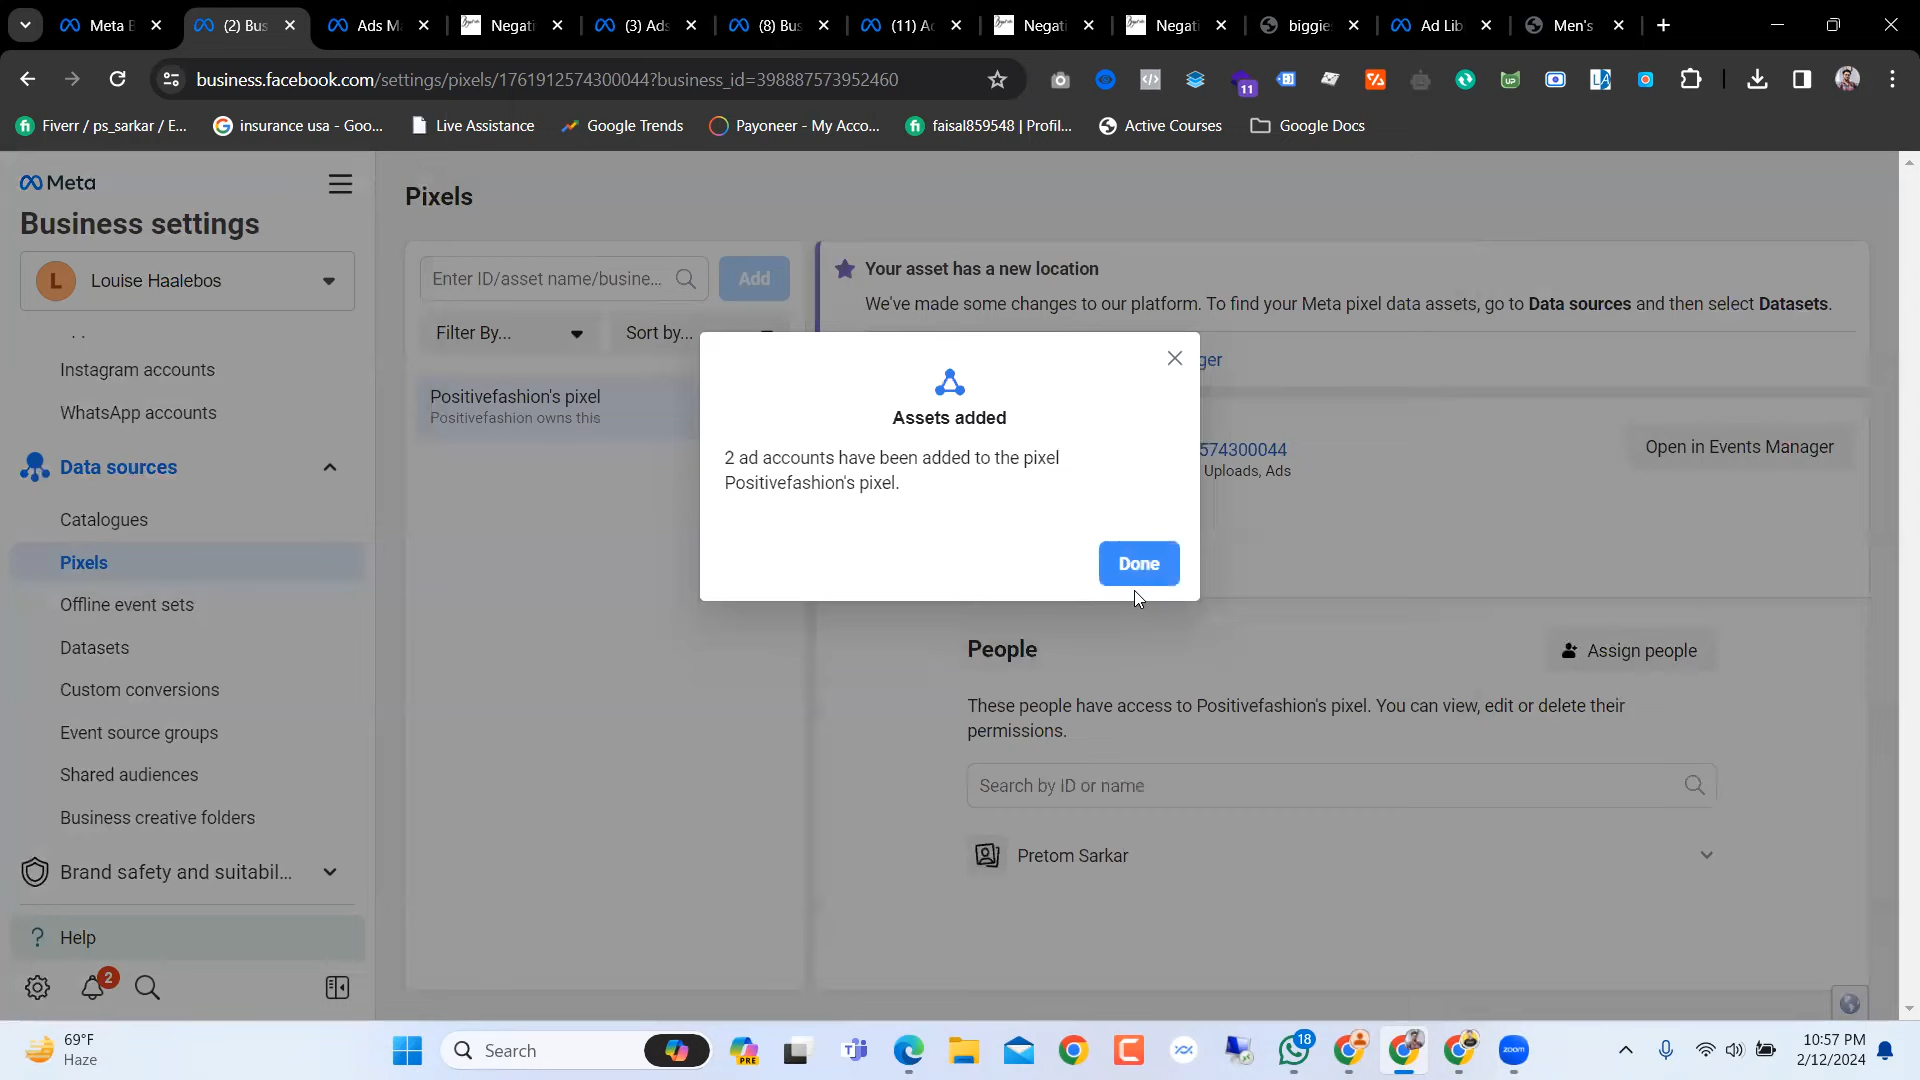 Meta B
(2) Bus
Ads Ma
Negati
(3) Ads
(8) Bus
(11) Ac
Negati
Negati
biggies
Ad Lib
Men's
business.facebook.com/settings/pixels/1761912574300044?business_id=398887573952460
11
Fiverr / ps_sarkar / E...
insurance usa - Goo...
Live Assistance
Google Trends
Payoneer - My Acco...
faisal859548 | Profil...
Active Courses
Google Docs
Meta
Business settings
L
Louise Haalebos
Instagram accounts
WhatsApp accounts
Data sources
Catalogues
Pixels
Offline event sets
Datasets
Custom conversions
Event source groups
Shared audiences
Business creative folders
Brand safety and suitabil...
Help
2
Pixels
Enter ID/asset name/busine...
Add
Filter By...
Sort by...
Positivefashion's pixel
Positivefashion owns this
Your asset has a new location
We've made some changes to our platform. To find your Meta pixel data assets, go to Data sources and then select Datasets.
ger
574300044
Uploads, Ads
Open in Events Manager
Assets added
2 ad accounts have been added to the pixel
Positivefashion's pixel.
Done
People
Assign people
These people have access to Positivefashion's pixel. You can view, edit or delete their
permissions.
Search by ID or name
Pretom Sarkar
69°F
Haze
Search
PRE
18
zoom
10:57 PM
2/12/2024